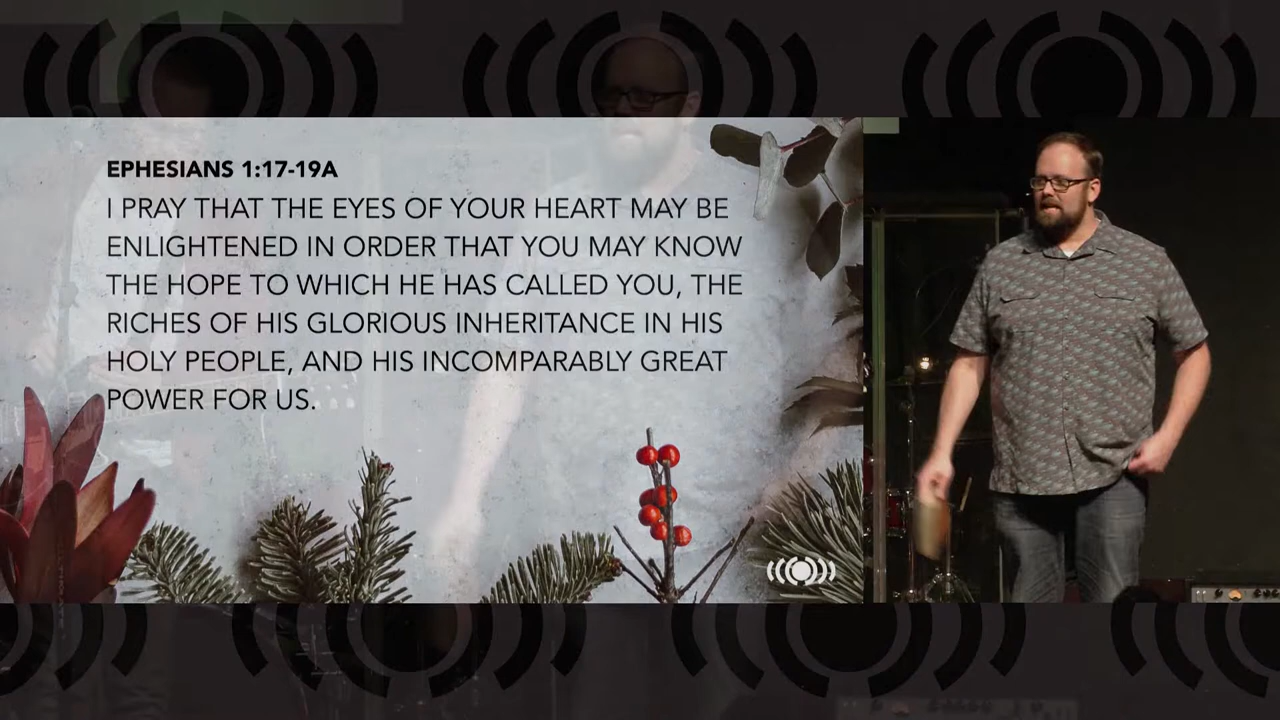 EPHESIANS 1:17-19A
I PRAY THAT THE EYES OF YOUR HEART MAY BE
ENLIGHTENED IN ORDER THAT YOU MAY KNOW
THE HOPE TO WHICH HE HAS CALLED YOU, THE
RICHES OF HIS GLORIOUS INHERITANCE IN HIS
HOLY PEOPLE, AND HIS INCOMPARABLY GREAT
POWER FOR US.